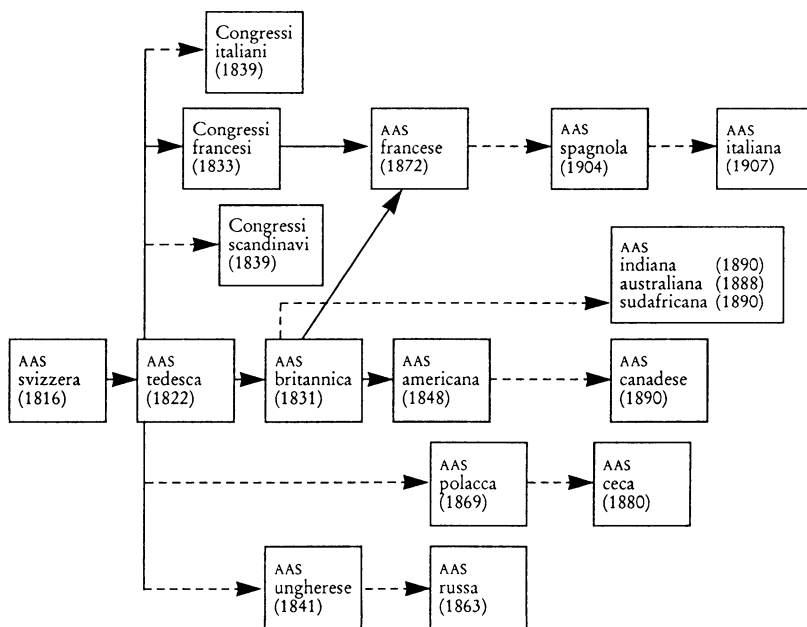 Congressi
italiani
(1839)
Congressi
francesi
(1833)
AAS
francese
(1872)
AAS
spagnola
(1904)
AAS
italiana
(1907)
Congressi
scandinavi
(1839)
AAS
indiana (1890)
australiana (1888)
sudafricana (1890)
AAS
svizzera
(1816)
AAS
tedesca
(1822)
AAS
britannica
(1831)
AAS
americana
(1848)
AAS
canadese
(1890)
AAS
polacca
(1869)
AAS
ceca
(1880)
AAS
ungherese
(1841)
AAS
russa
(1863)